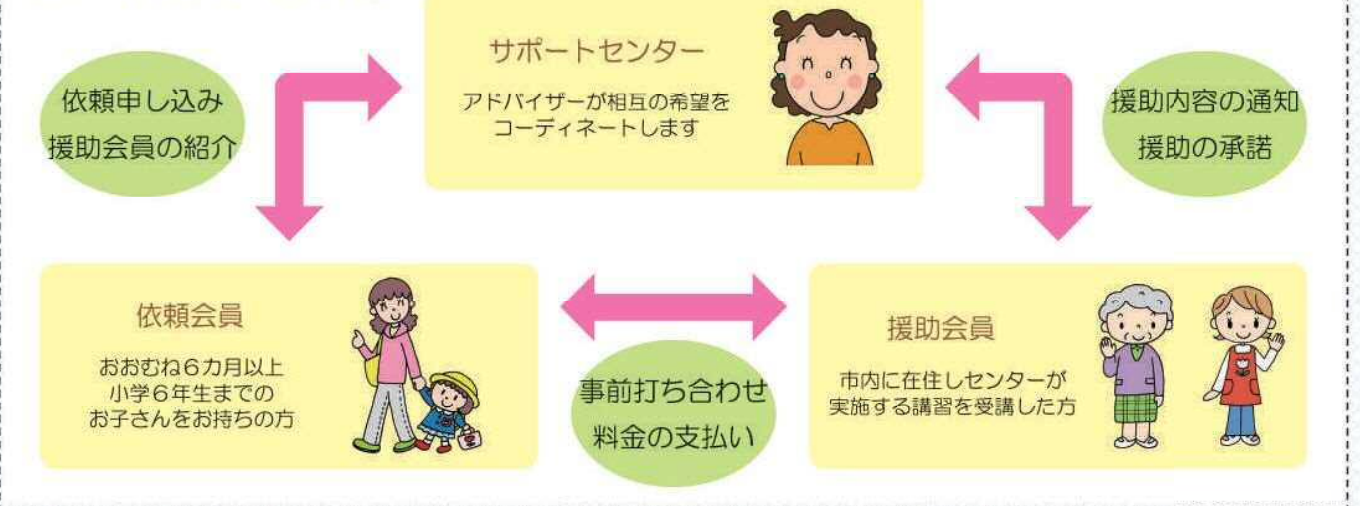 サポートセンター
アドバイザーが相互の希望を
コーディネートします
依頼申し込み
援助会員の紹介
援助内容の通知
援助の承諾
依頼会員
おおむね6カ月以上
小学6年生までの
お子さんをお持ちの方
事前打ち合わせ
料金の支払い
援助会員
市内に在住しセンターが
実施する講習を受講した方